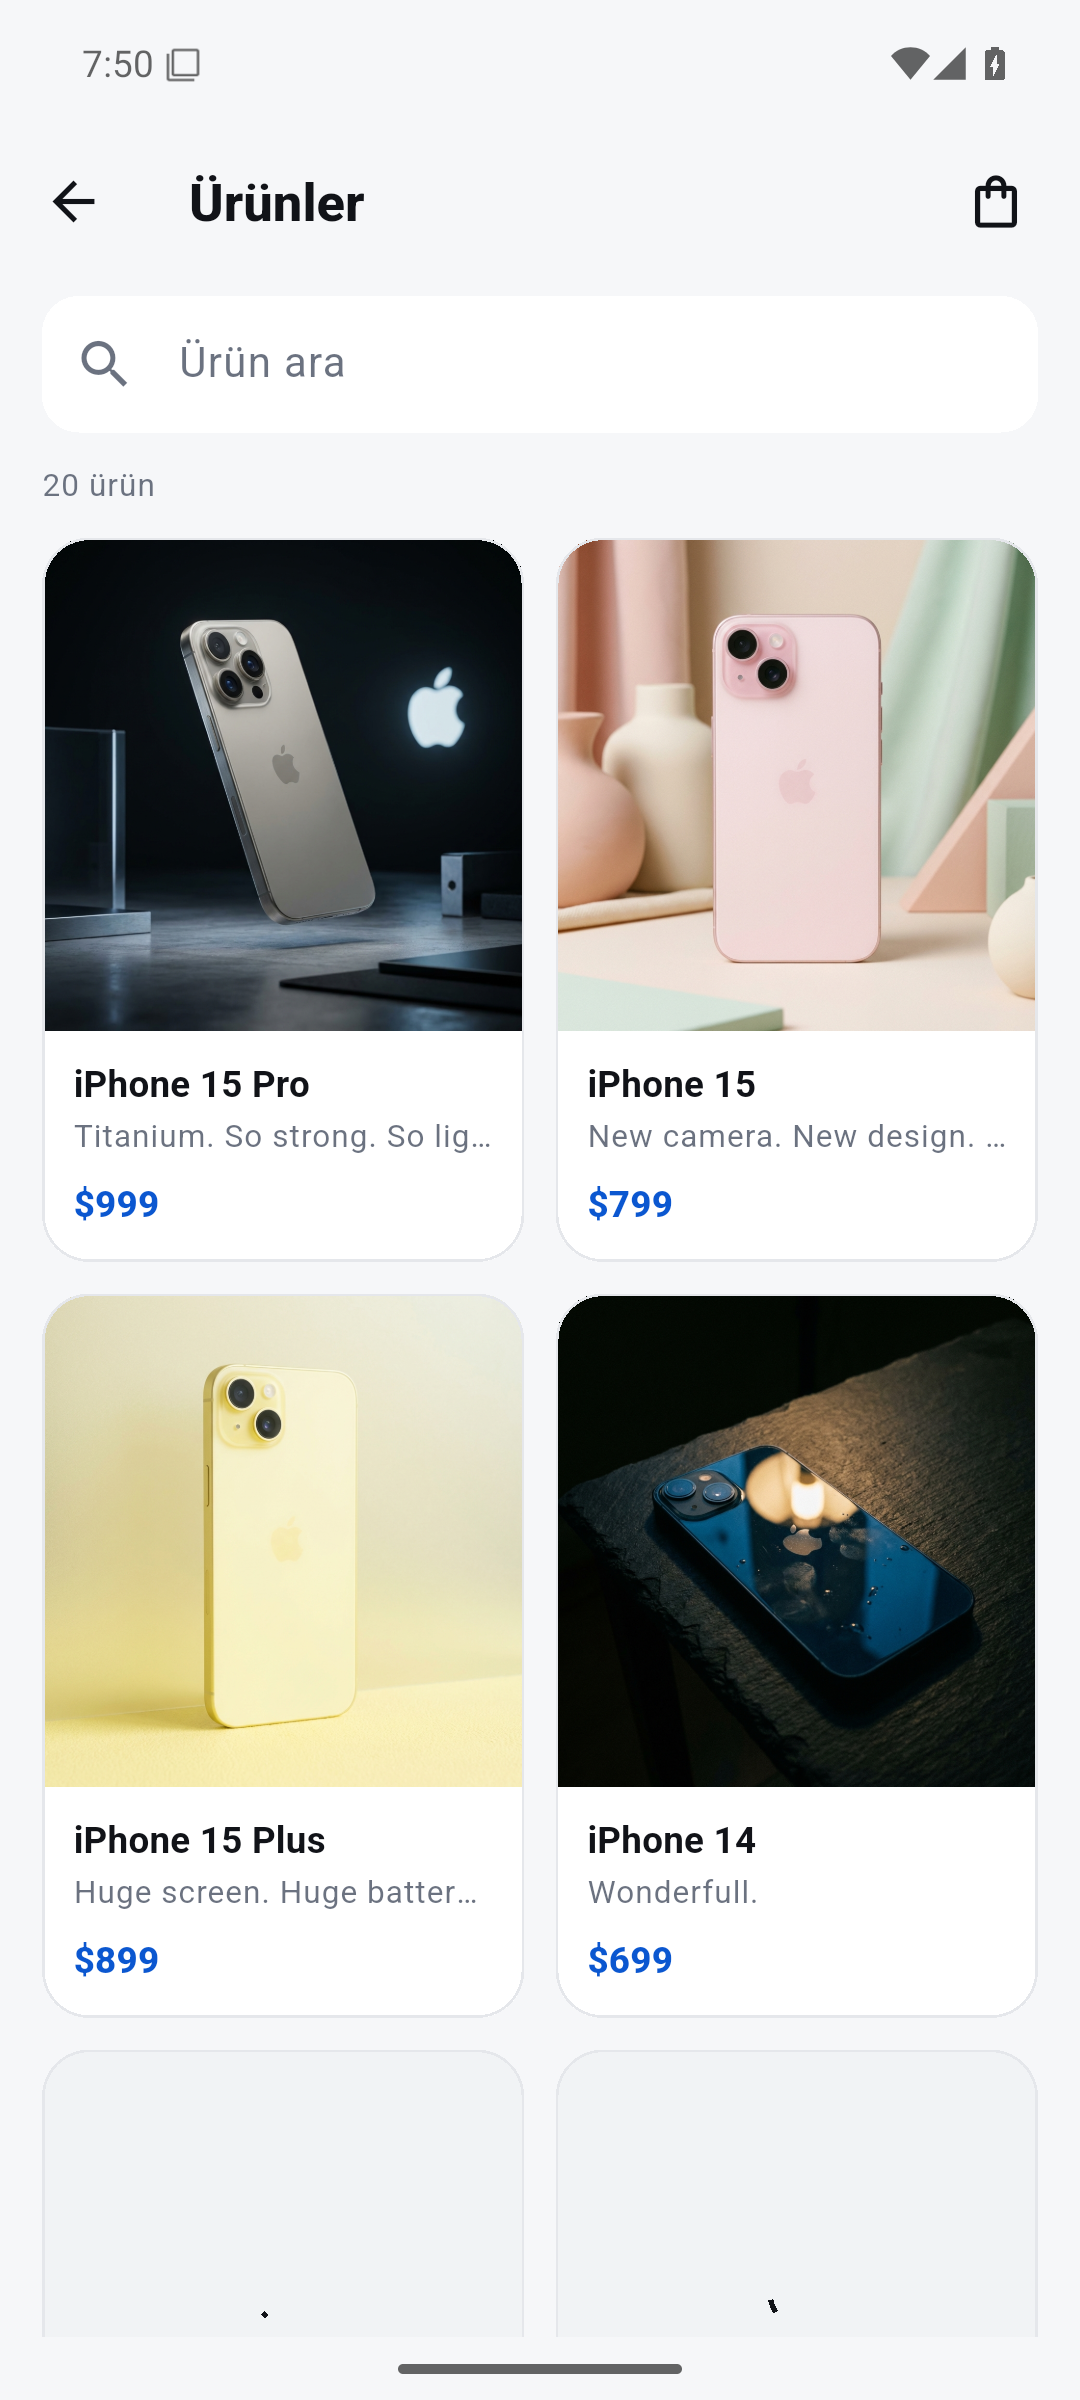 7:50
Ürünler
Ürün ara
20 ürün
iPhone 15 Pro
Titanium. So strong. So lig...
$999
iPhone 15
New camera. New design. ...
$799
iPhone 15 Plus
Huge screen. Huge batter...
$899
iPhone 14
Wonderfull.
$699